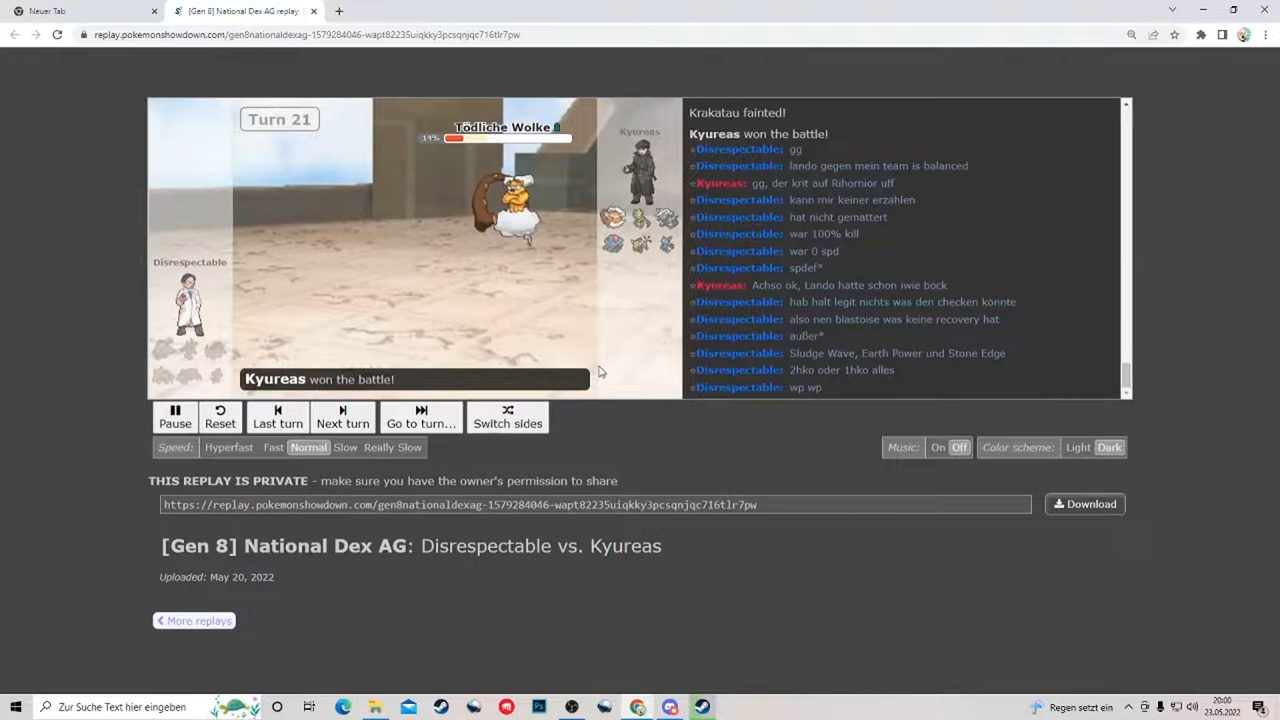 Neuer Tab
[Gen 8] National Dex AG replay
replay.pokemonshowdown.com/gen8nationaldexag-1579284046-wapt82235uiqkky3pcsqnjqc716tlr7pw
Turn 21
Tödliche Wolke
14%
Kyureas
Disrespectable
Kyureas won the battle!
Krakatau fainted!
Kyureas won the battle!
☆Disrespectable: gg
☆Disrespectable: lando gegen mein team is balanced
☆Kyureas: gg, der krit auf Rihornior uff
☆Disrespectable: kann mir keiner erzählen
☆Disrespectable: hat nicht gemattert
☆Disrespectable: war 100% kill
☆Disrespectable: war 0 spd
☆Disrespectable: spdef*
☆Kyureas: Achso ok, Lando hatte schon iwie bock
☆Disrespectable: hab halt legit nichts was den checken könnte
☆Disrespectable: also nen blastoise was keine recovery hat
☆Disrespectable: außer*
☆Disrespectable: Sludge Wave, Earth Power und Stone Edge
☆Disrespectable: 2hko oder 1hko alles
☆Disrespectable: wp wp
Pause Reset Last turn Next turn Go to turn... Switch sides
Speed: Hyperfast Fast Normal Slow Really Slow Music: On Off Color scheme: Light Dark
THIS REPLAY IS PRIVATE - make sure you have the owner's permission to share
https://replay.pokemonshowdown.com/gen8nationaldexag-1579284046-wapt82235uiqkky3pcsqnjqc716tlr7pw
Download
[Gen 8] National Dex AG: Disrespectable vs. Kyureas
Uploaded: May 20, 2022
More replays
Zur Suche Text hier eingeben
Regen setzt ein
20:00
23.05.2022